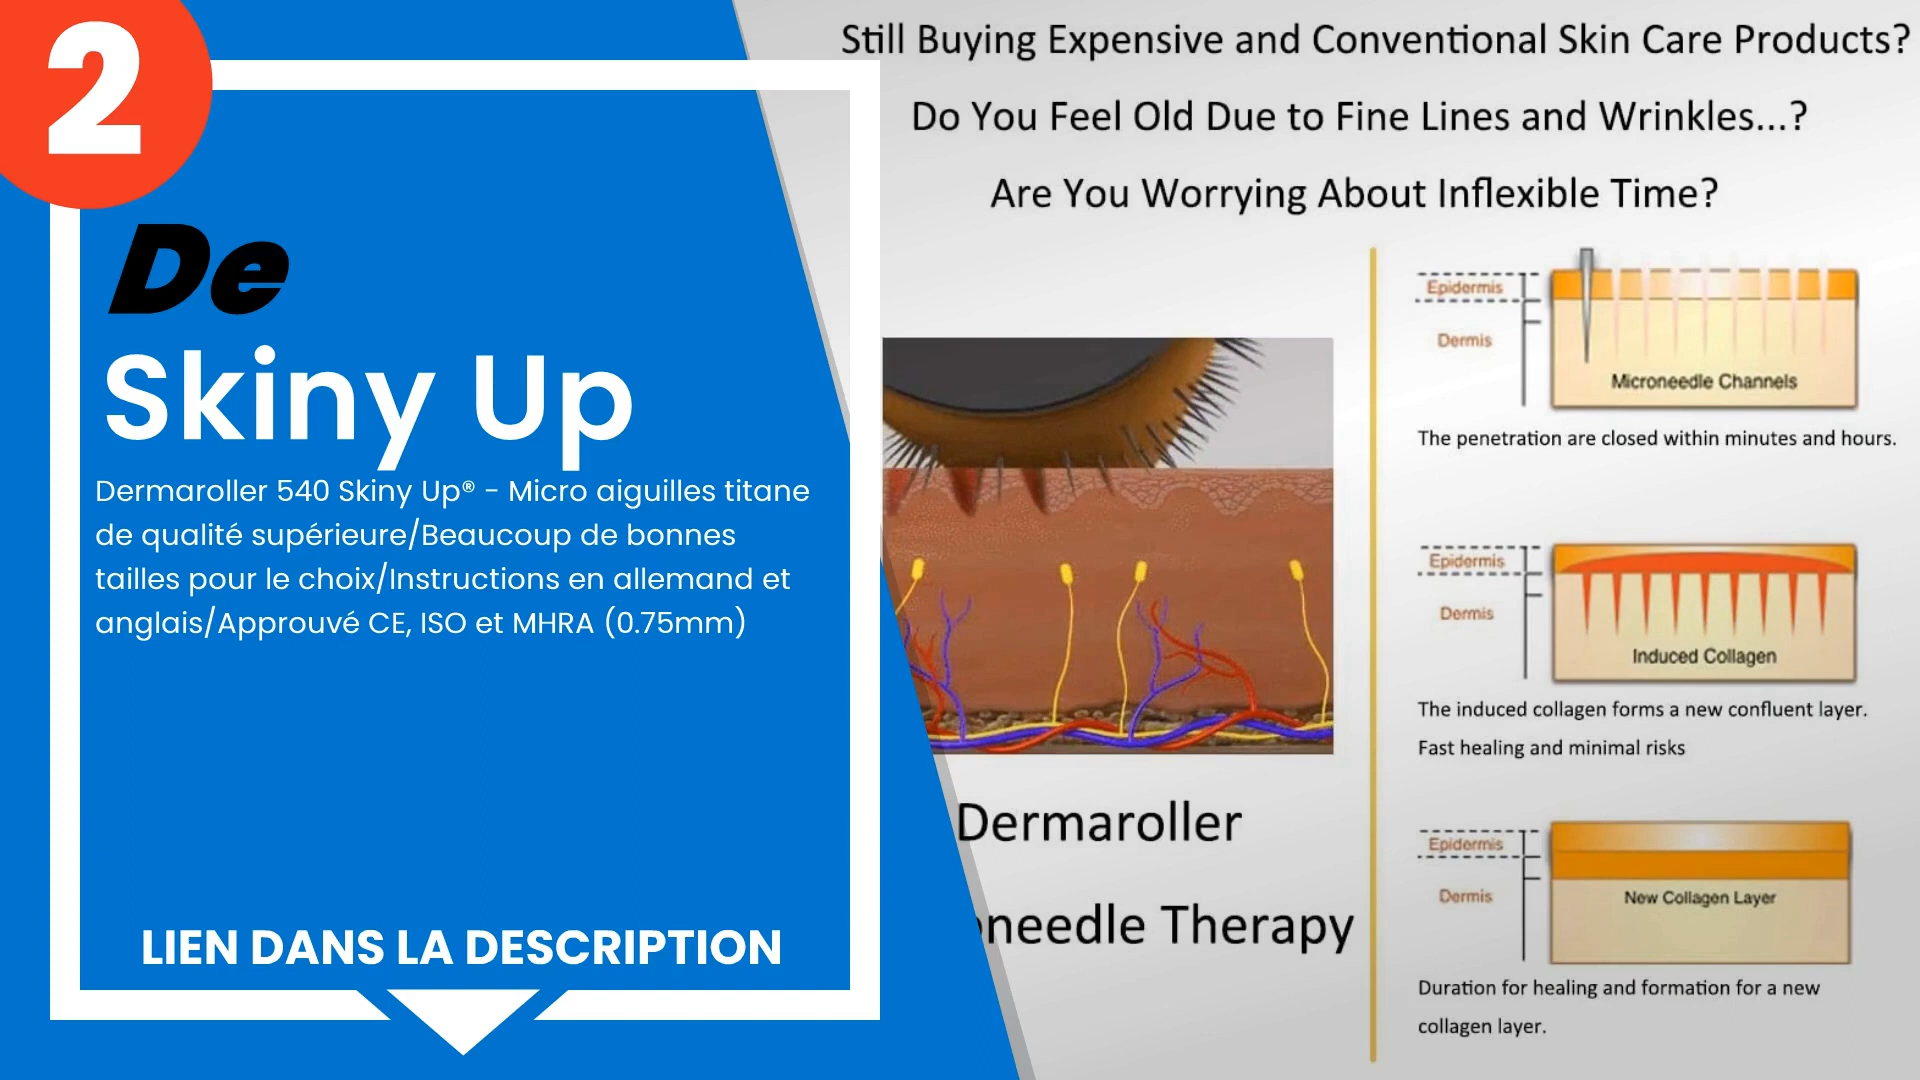 2
De
Skiny Up
Dermaroller 540 Skiny Up® - Micro aiguilles titane
de qualité supérieure/Beaucoup de bonnes
tailles pour le choix/Instructions en allemand et
anglais/Approuvé CE, ISO et MHRA (0.75mm)
LIEN DANS LA DESCRIPTION
Still Buying Expensive and Conventional Skin Care Products?
Do You Feel Old Due to Fine Lines and Wrinkles...?
Are You Worrying About Inflexible Time?
Dermaroller
needle Therapy
Epidermis
Dermis
Microneedle Channels
The penetration are closed within minutes and hours.
Epidermis
Dermis
Induced Collagen
The induced collagen forms a new confluent layer.
Fast healing and minimal risks
Epidermis
Dermis
New Collagen Layer
Duration for healing and formation for a new
collagen layer.